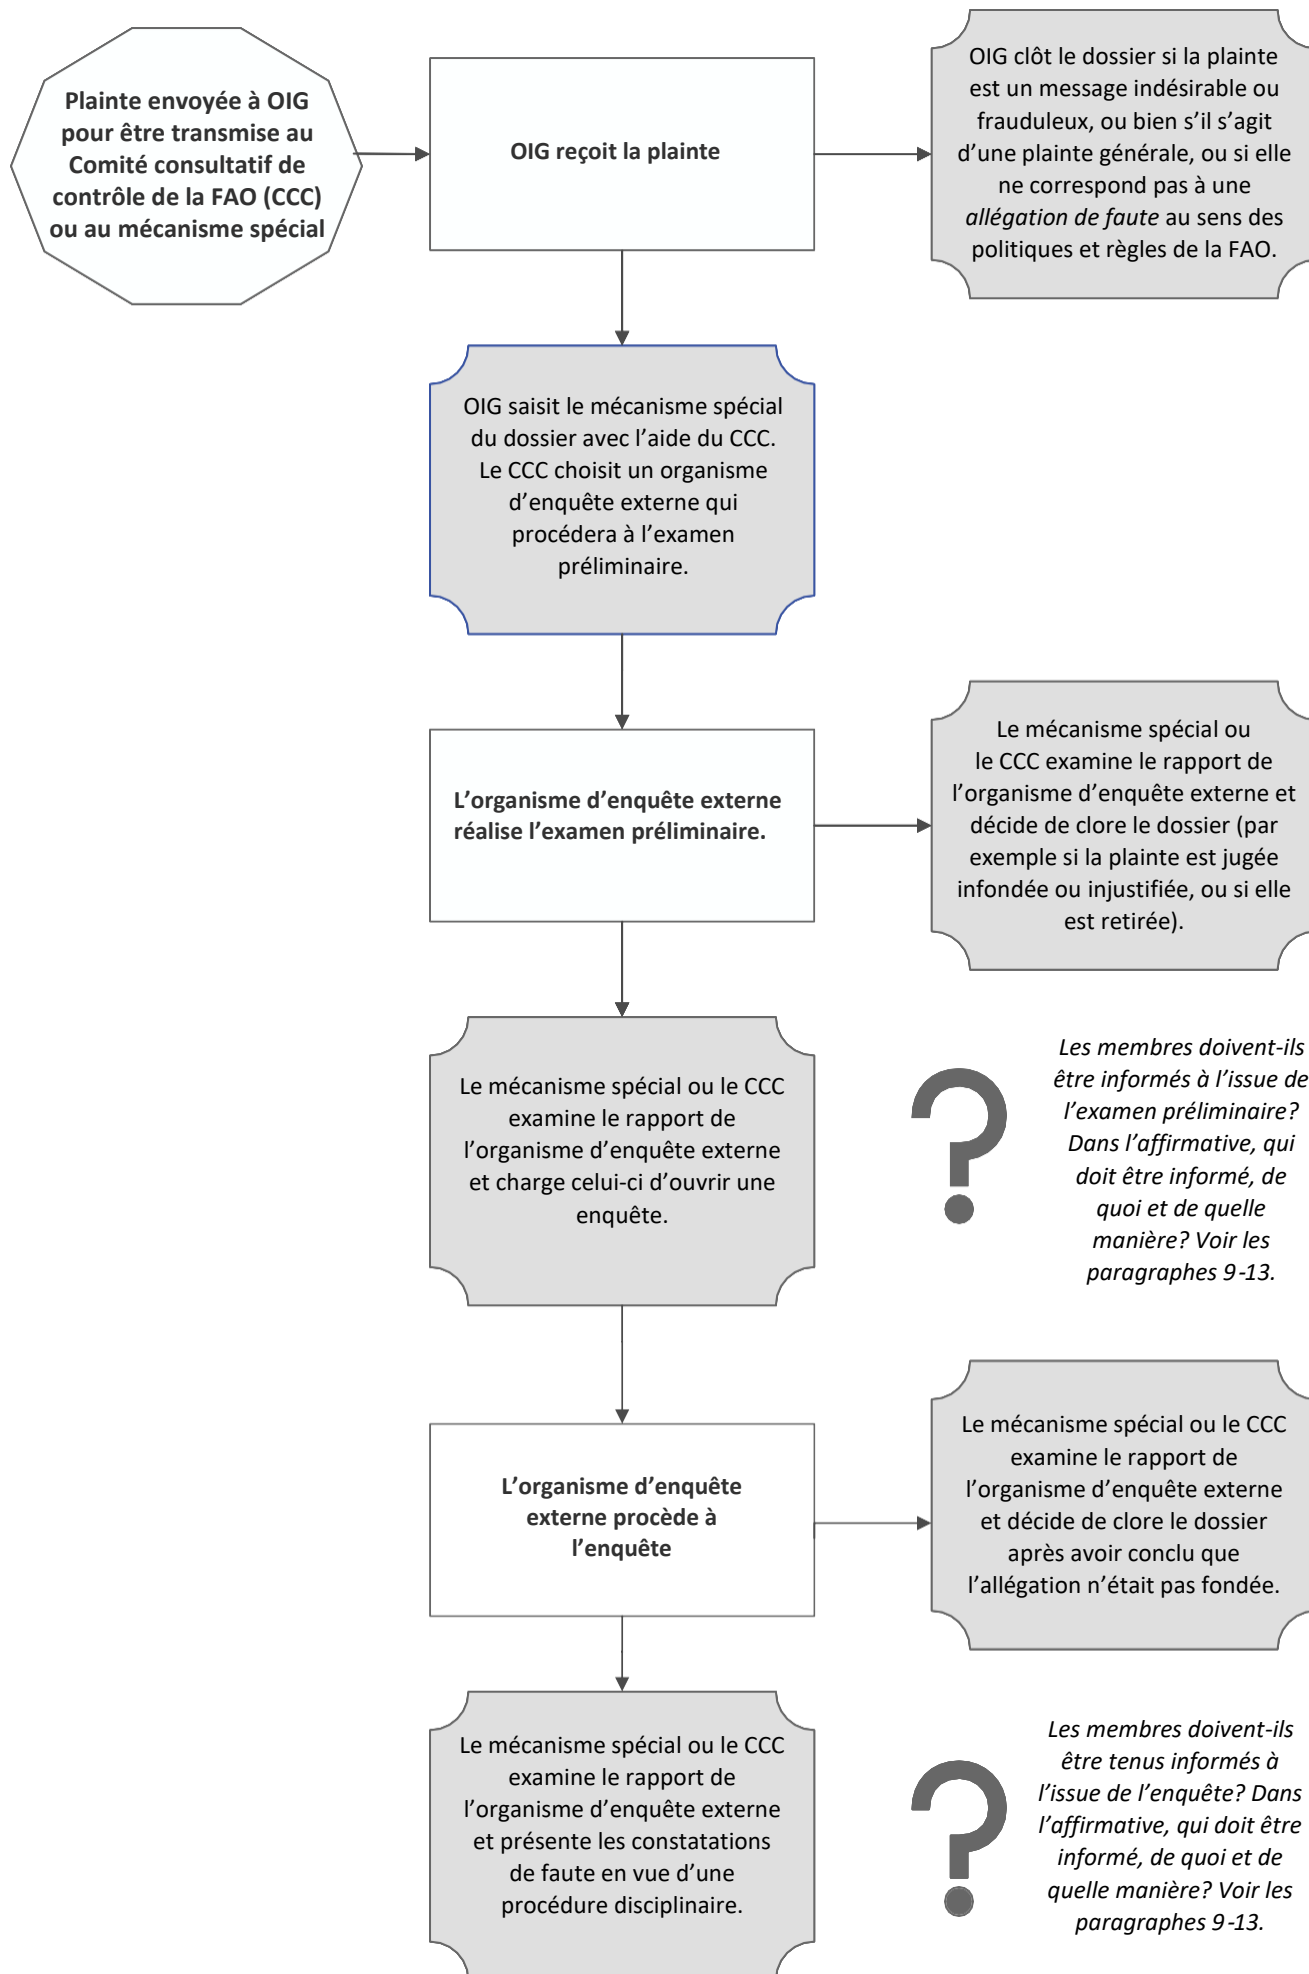 Plainte envoyée à OIG
pour être transmise au
Comité consultatif de
contrôle de la FAO (CCC)
ou au mécanisme spécial
OIG reçoit la plainte
OIG clôt le dossier si la plainte
est un message indésirable ou
frauduleux, ou bien s’il s’agit
d’une plainte générale, ou si elle
ne correspond pas à une
allégation de faute au sens des
politiques et règles de la FAO.
OIG saisit le mécanisme spécial
du dossier avec l’aide du CCC.
Le CCC choisit un organisme
d’enquête externe qui
procédera à l’examen
préliminaire.
L’organisme d’enquête externe
réalise l’examen préliminaire.
Le mécanisme spécial ou
le CCC examine le rapport de
l’organisme d’enquête externe et
décide de clore le dossier (par
exemple si la plainte est jugée
infondée ou injustifiée, ou si elle
est retirée).
Le mécanisme spécial ou le CCC
examine le rapport de
l’organisme d’enquête externe
et charge celui-ci d’ouvrir une
enquête.
?
Les membres doivent-ils
être informés à l’issue de
l’examen préliminaire?
Dans l’affirmative, qui
doit être informé, de
quoi et de quelle
manière? Voir les
paragraphes 9-13.
L’organisme d’enquête
externe procède à
l’enquête
Le mécanisme spécial ou le CCC
examine le rapport de
l’organisme d’enquête externe
et décide de clore le dossier
après avoir conclu que
l’allégation n’était pas fondée.
Le mécanisme spécial ou le CCC
examine le rapport de
l’organisme d’enquête externe
et présente les constatations
de faute en vue d’une
procédure disciplinaire.
?
Les membres doivent-ils
être tenus informés à
l’issue de l’enquête? Dans
l’affirmative, qui doit être
informé, de quoi et de
quelle manière? Voir les
paragraphes 9-13.